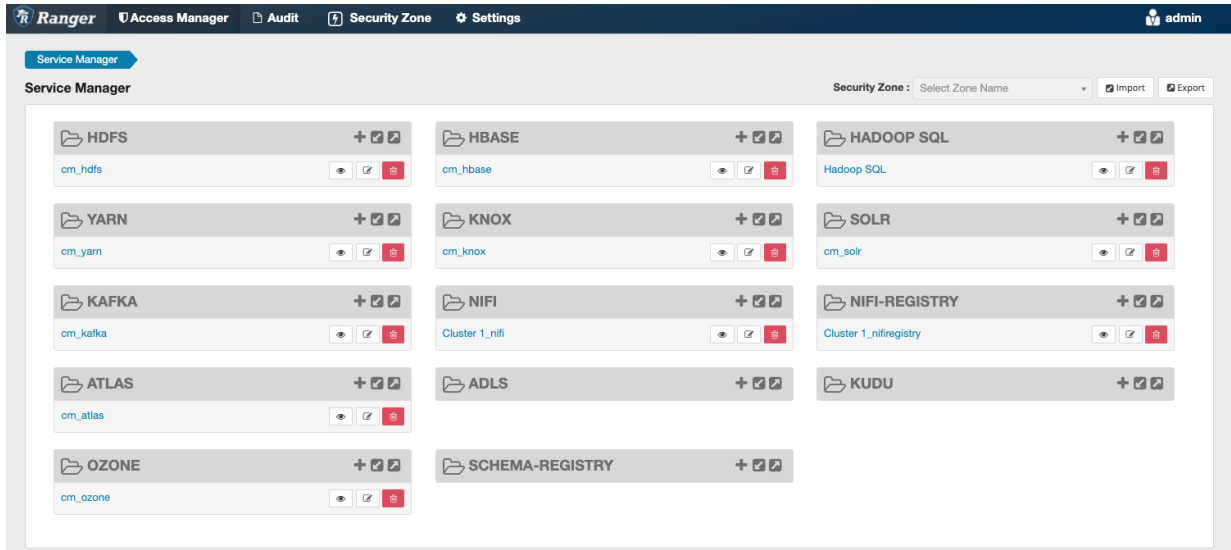 Ranger Access Manager Audit Security Zone Settings admin
Service Manager
Service Manager Security Zone : Select Zone Name Import Export
HDFS HBASE HADOOP SQL
cm_hdfs cm_hbase Hadoop SQL
YARN KNOX SOLR
cm_yarn cm_knox cm_solr
KAFKA NIFI NIFI-REGISTRY
cm_kafka Cluster 1_nifi Cluster 1_nifiregistry
ATLAS ADLS KUDU
cm_atlas
OZONE SCHEMA-REGISTRY
cm_ozone